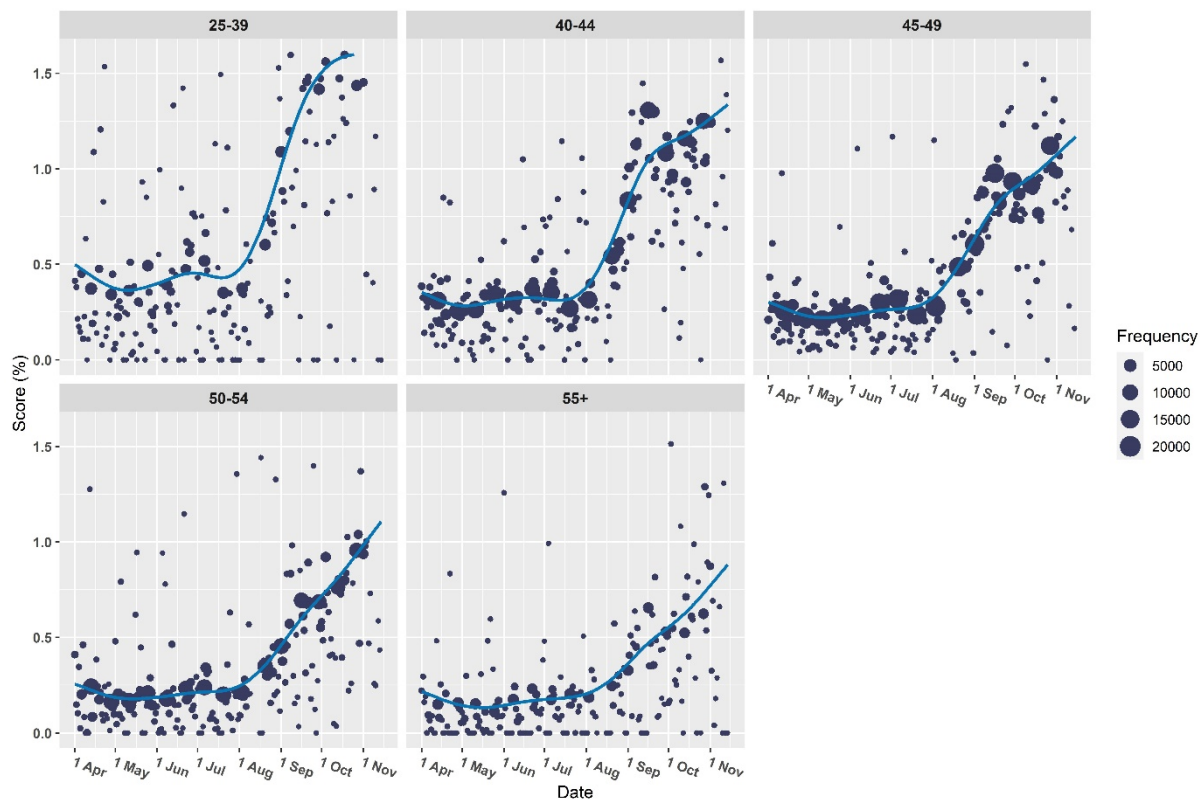 25-39
40-44
45-49
1.5
1.0
0.5
0.0
1 Apr
1 May
1 Jun
1 Jul
1 Aug
1 Sep
1 Oct
1 Nov
Frequency
5000
10000
15000
20000
Score (%)
50-54
55+
1.5
1.0
0.5
0.0
1 Apr
1 May
1 Jun
1 Jul
1 Aug
1 Sep
1 Oct
1 Nov
1 Apr
1 May
1 Jun
1 Jul
1 Aug
1 Sep
1 Oct
1 Nov
Date